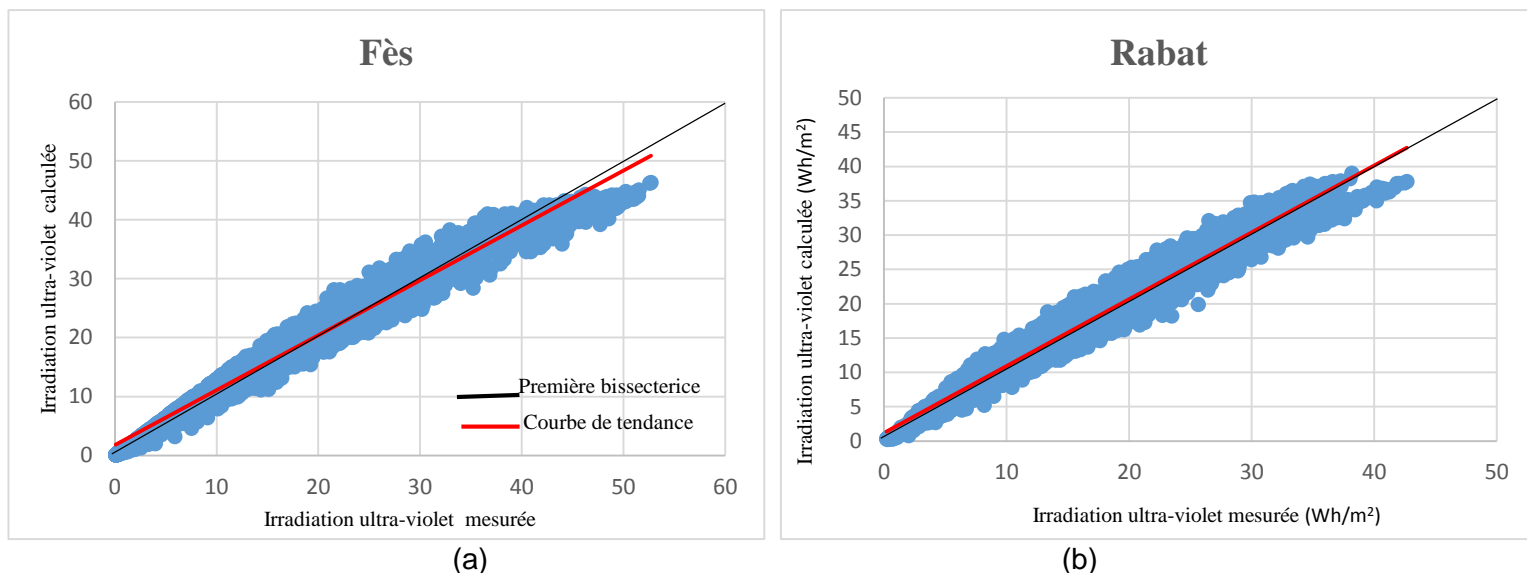 Fès
Irradiation ultra-violet calculée
60
50
40
30
20
10
0
Première bissecterice
Courbe de tendance
0 10 20 30 40 50 60
Irradiation ultra-violet mesurée
(a)
Rabat
Irradiation ultra-violet calculée (Wh/m²)
50
45
40
35
30
25
20
15
10
5
0
0 10 20 30 40 50
Irradiation ultra-violet mesurée (Wh/m²)
(b)